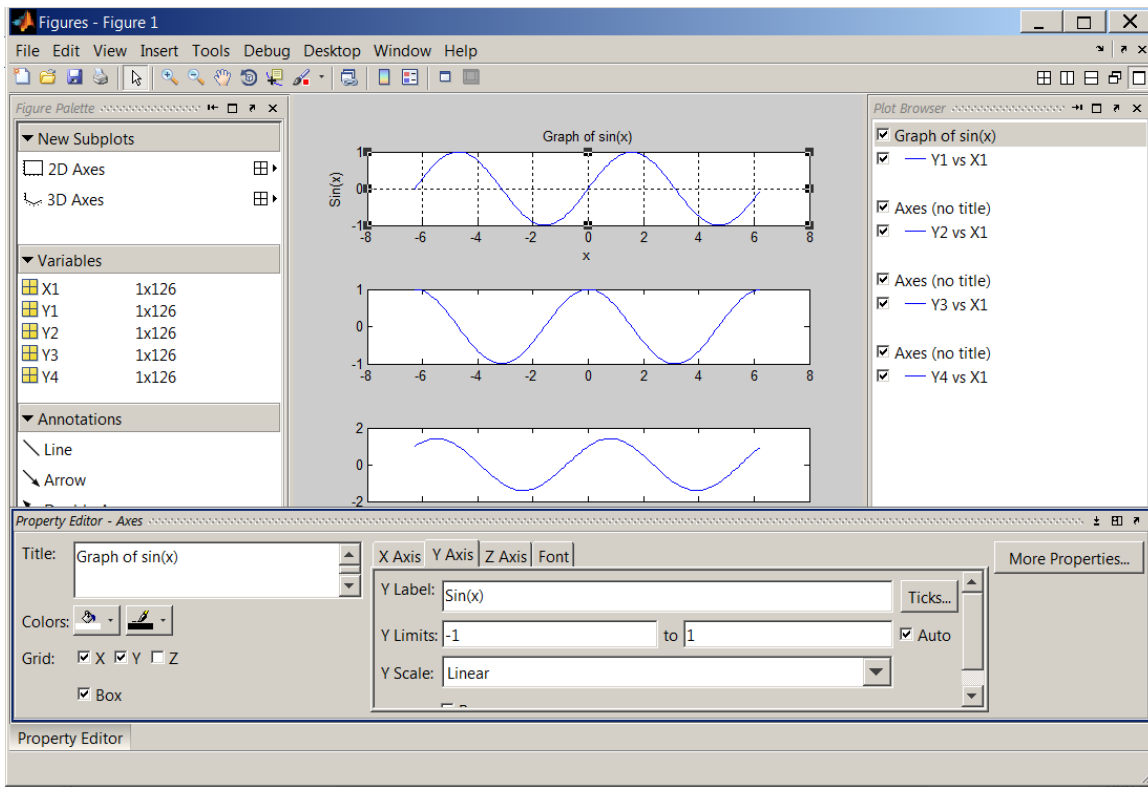 Figures - Figure 1
File Edit View Insert Tools Debug Desktop Window Help
Figure Palette
New Subplots
2D Axes
3D Axes
Variables
X1 1x126
Y1 1x126
Y2 1x126
Y3 1x126
Y4 1x126
Annotations
Line
Arrow
Graph of sin(x)
1
0
-1
Sin(x)
-8 -6 -4 -2 0 2 4 6 8
x
1
0
-1
-8 -6 -4 -2 0 2 4 6 8
2
0
-2
Plot Browser
Graph of sin(x)
Y1 vs X1
Axes (no title)
Y2 vs X1
Axes (no title)
Y3 vs X1
Axes (no title)
Y4 vs X1
Property Editor - Axes
Title: Graph of sin(x)
Colors:
Grid: X Y Z
Box
X Axis Y Axis Z Axis Font
Y Label: Sin(x) Ticks...
Y Limits: -1 to 1 Auto
Y Scale: Linear
More Properties...
Property Editor